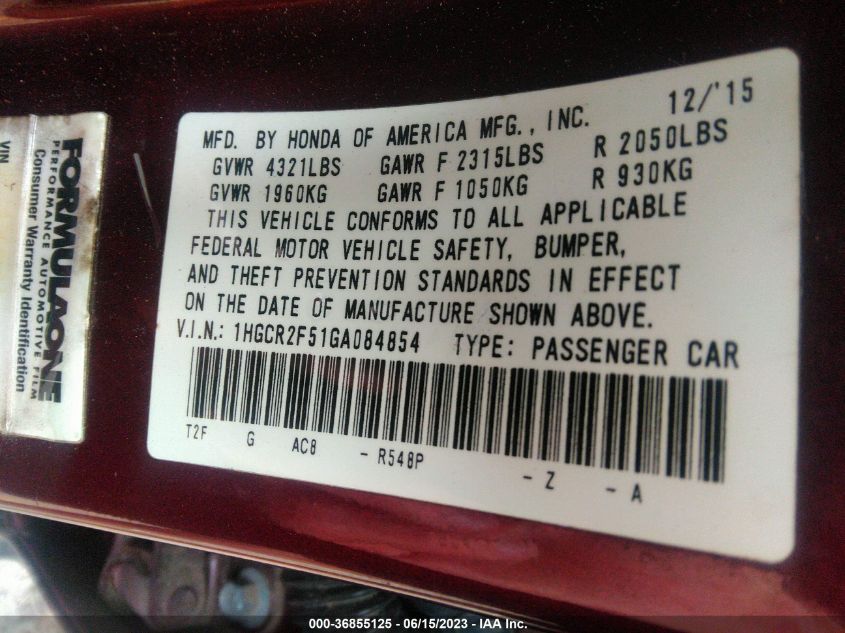 12/'15
MFD. BY HONDA OF AMERICA MFG., INC.
GVWR 4321LBS GAWR F 2315LBS R 2050LBS
GVWR 1960KG GAWR F 1050KG R 930KG
THIS VEHICLE CONFORMS TO ALL APPLICABLE
FEDERAL MOTOR VEHICLE SAFETY, BUMPER,
AND THEFT PREVENTION STANDARDS IN EFFECT
ON THE DATE OF MANUFACTURE SHOWN ABOVE.
V.I.N.: 1HGCR2F51GA084854 TYPE: PASSENGER CAR
T2F G AC8 - R548P - Z - A
FORMULAONE
PERFORMANCE AUTOMOTIVE FILM
Consumer Warranty Identification
VIN
000-36855125 - 06/15/2023 - IAA Inc.